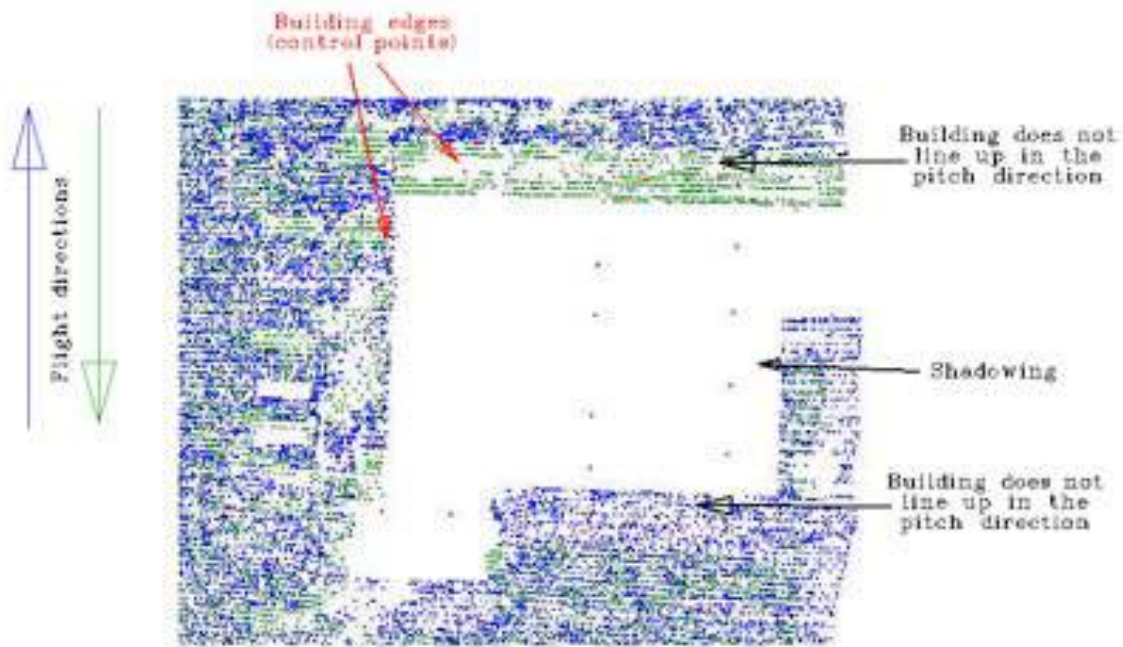 Building edges
(control points)
Flight directions
Building does not
line up in the
pitch direction
Shadowing
Building does not
line up in the
pitch direction